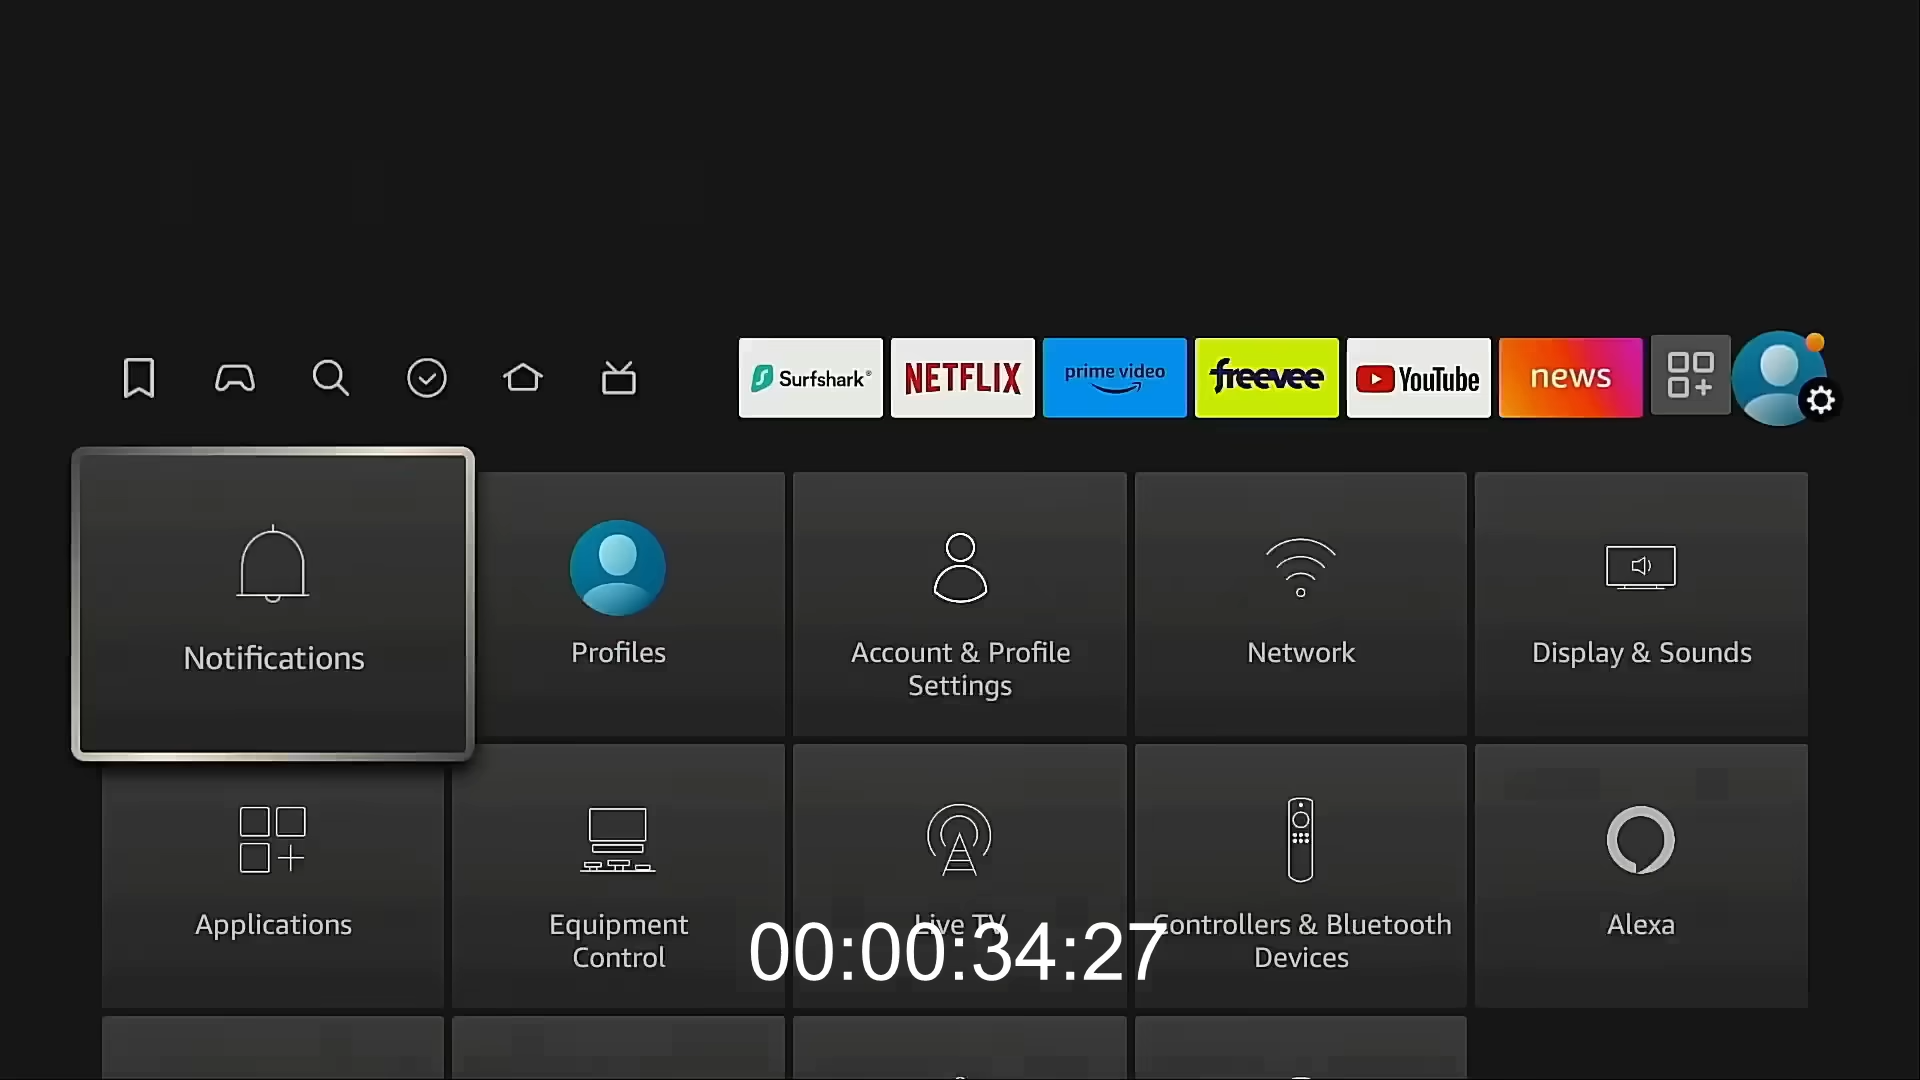 Surfshark®
NETFLIX
prime video
freevee
YouTube
news
Notifications
Profiles
Account & Profile
Settings
Network
Display & Sounds
Applications
Equipment
Control
Live TV
Controllers & Bluetooth
Devices
Alexa
00:00:34:27